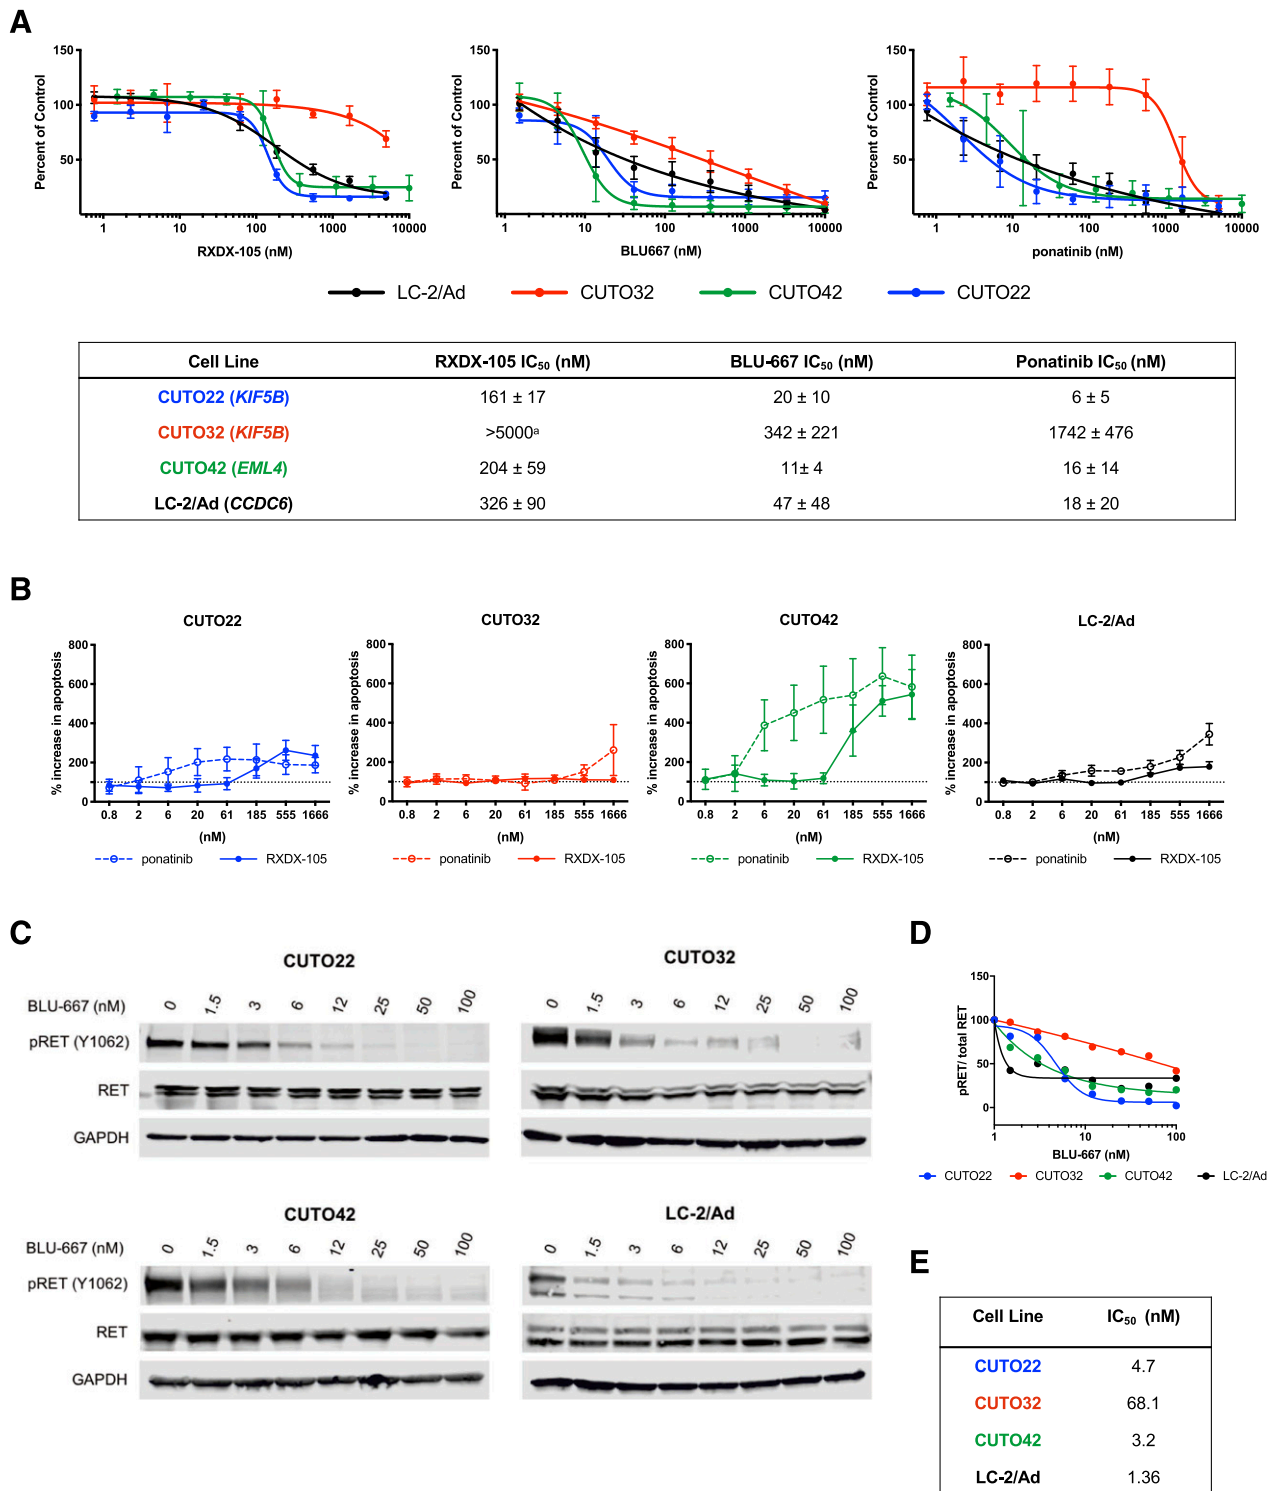 A
150
100
50
Percent of Control
1 10 100 1000 10000
RXDX-105 (nM)
150
100
50
Percent of Control
1 10 100 1000 10000
BLU667 (nM)
150
100
50
Percent of Control
1 10 100 1000 10000
ponatinib (nM)
LC-2/Ad CUTO32 CUTO42 CUTO22
Cell Line RXDX-105 IC₅₀ (nM) BLU-667 IC₅₀ (nM) Ponatinib IC₅₀ (nM)
CUTO22 (KIF5B) 161 ± 17 20 ± 10 6 ± 5
CUTO32 (KIF5B) >5000ᵃ 342 ± 221 1742 ± 476
CUTO42 (EML4) 204 ± 59 11± 4 16 ± 14
LC-2/Ad (CCDC6) 326 ± 90 47 ± 48 18 ± 20
B
CUTO22
800
600
400
200
0
% increase in apoptosis
0.8 2 6 20 61 185 555 1666
(nM)
ponatinib RXDX-105
CUTO32
800
600
400
200
0
% increase in apoptosis
0.8 2 6 20 61 185 555 1666
(nM)
ponatinib RXDX-105
CUTO42
800
600
400
200
0
% increase in apoptosis
0.8 2 6 20 61 185 555 1666
(nM)
ponatinib RXDX-105
LC-2/Ad
800
600
400
200
0
% increase in apoptosis
0.8 2 6 20 61 185 555 1666
(nM)
ponatinib RXDX-105
C
CUTO22
BLU-667 (nM) 0 1.5 3 6 12 25 50 100
pRET (Y1062)
RET
GAPDH
CUTO32
0 1.5 3 6 12 25 50 100
CUTO42
BLU-667 (nM) 0 1.5 3 6 12 25 50 100
pRET (Y1062)
RET
GAPDH
LC-2/Ad
0 1.5 3 6 12 25 50 100
D
150
100
50
0
pRET/ total RET
1 10 100
BLU-667 (nM)
CUTO22 CUTO32 CUTO42 LC-2/Ad
E
Cell Line IC₅₀ (nM)
CUTO22 4.7
CUTO32 68.1
CUTO42 3.2
LC-2/Ad 1.36